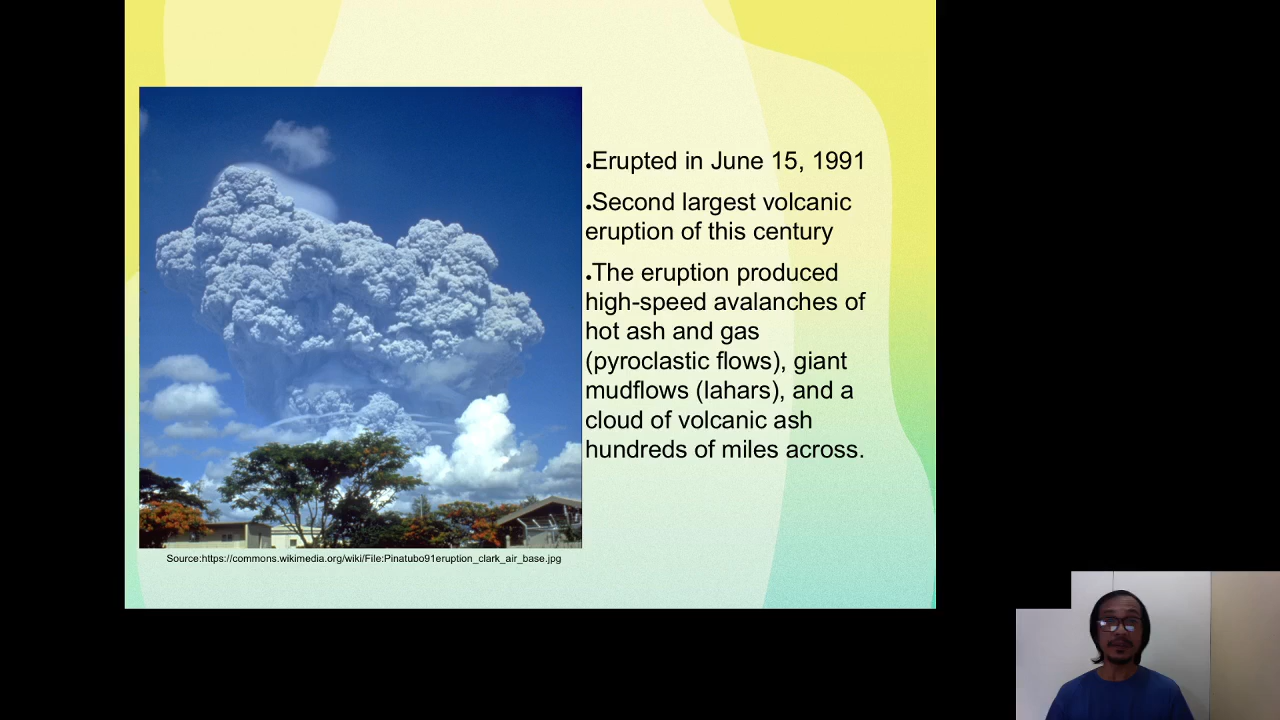 •Erupted in June 15, 1991
•Second largest volcanic
eruption of this century
•The eruption produced
high-speed avalanches of
hot ash and gas
(pyroclastic flows), giant
mudflows (lahars), and a
cloud of volcanic ash
hundreds of miles across.
Source:https://commons.wikimedia.org/wiki/File:Pinatubo91eruption_clark_air_base.jpg